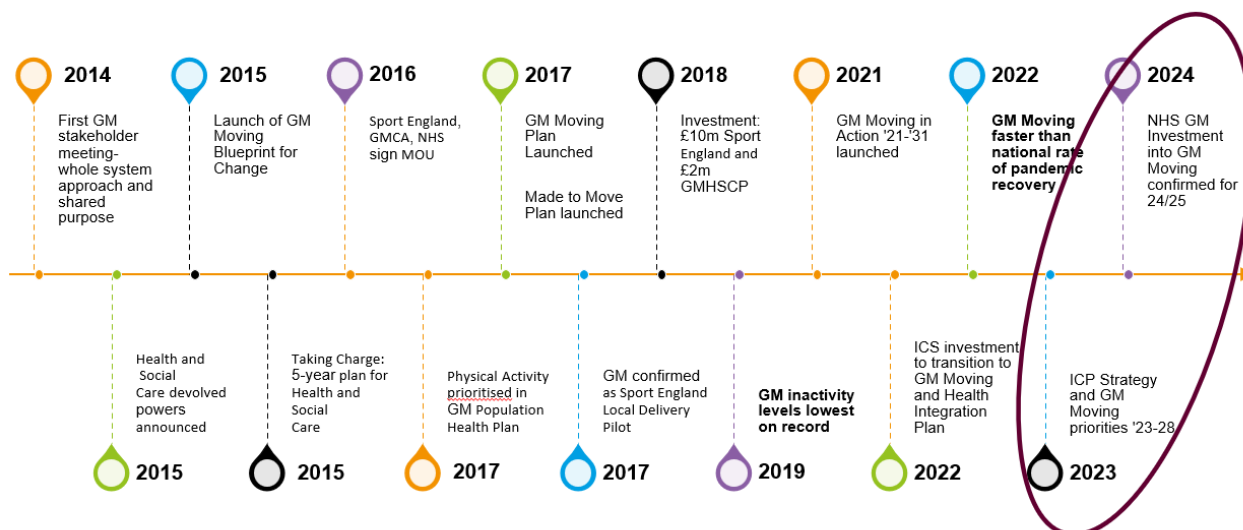 2014
First GM
stakeholder
meeting-
whole system
approach and
shared
purpose
2015
Launch of GM
Moving
Blueprint for
Change
2016
Sport England,
GMCA, NHS
sign MOU
2017
GM Moving
Plan
Launched
Made to Move
Plan launched
2018
Investment:
£10m Sport
England and
£2m
GMHSCP
2021
GM Moving in
Action '21-'31
launched
2022
GM Moving
faster than
national rate
of pandemic
recovery
2024
NHS GM
Investment
into GM
Moving
confirmed for
24/25
Health and
Social
Care devolved
powers
announced
2015
Taking Charge:
5-year plan for
Health and
Social
Care
2015
Physical Activity
prioritised in
GM Population
Health Plan
2017
GM confirmed
as Sport England
Local Delivery
Pilot
2017
GM inactivity
levels lowest
on record
2019
ICS investment
to transition to
GM Moving
and Health
Integration
Plan
2022
ICP Strategy
and GM
Moving
priorities '23-28
2023